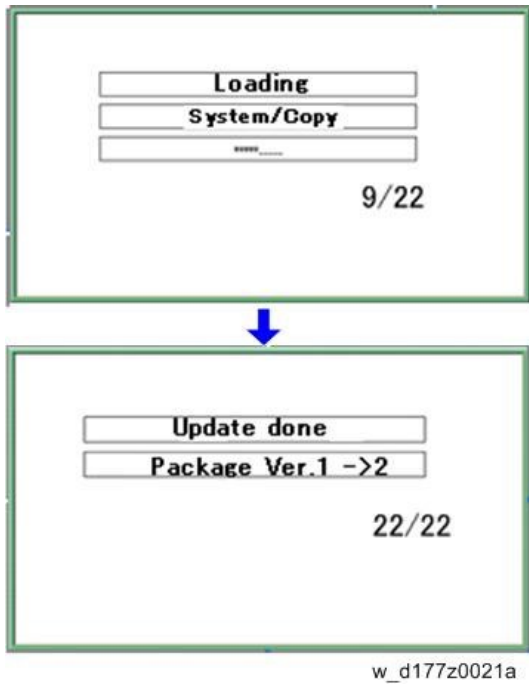 Loading
System/Copy
*****....
9/22
Update done
Package Ver.1 ->2
22/22
w_d177z0021a